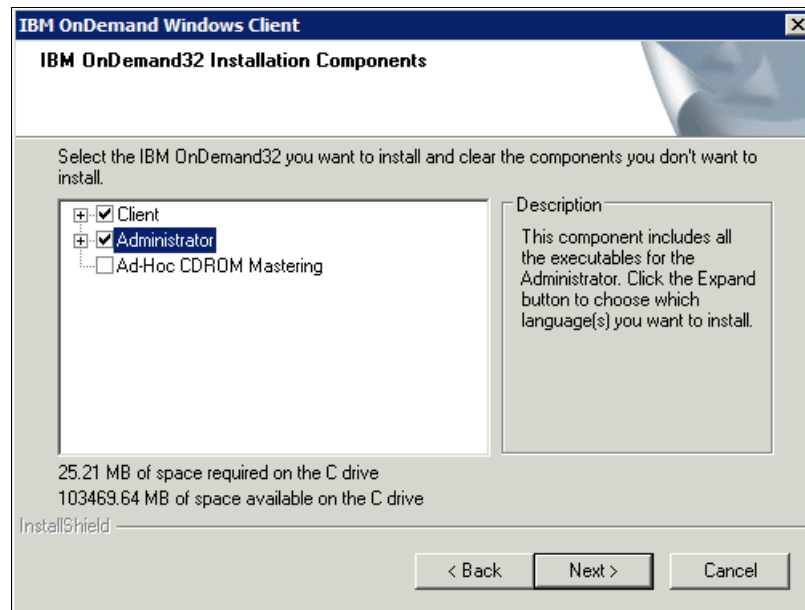 IBM OnDemand Windows Client
IBM OnDemand32 Installation Components
Select the IBM OnDemand32 you want to install and clear the components you don't want to
install.
Client
Administrator
Ad-Hoc CDROM Mastering
Description
This component includes all
the executables for the
Administrator. Click the Expand
button to choose which
language(s) you want to install.
25.21 MB of space required on the C drive
103469.64 MB of space available on the C drive
InstallShield
< Back
Next >
Cancel